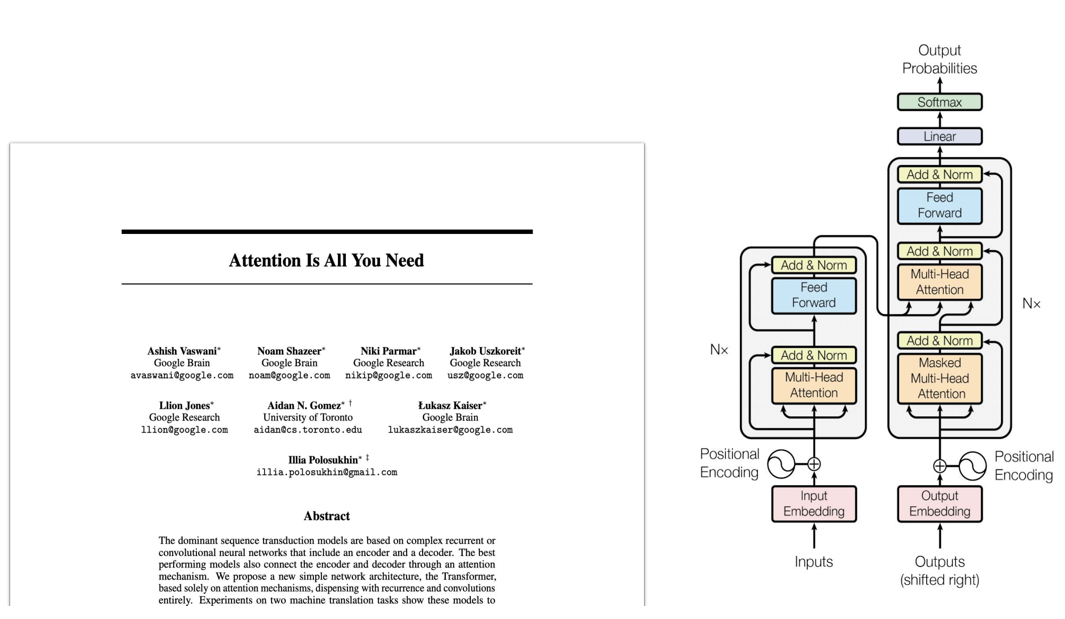 Attention Is All You Need
Ashish Vaswani*
Google Brain
avaswani@google.com
Noam Shazeer*
Google Brain
noam@google.com
Niki Parmar*
Google Research
nikip@google.com
Jakob Uszkoreit*
Google Research
usz@google.com
Llion Jones*
Google Research
llion@google.com
Aidan N. Gomez* †
University of Toronto
aidan@cs.toronto.edu
Łukasz Kaiser*
Google Brain
lukaszkaiser@google.com
Illia Polosukhin* ‡
illia.polosukhin@gmail.com
Abstract
The dominant sequence transduction models are based on complex recurrent or
convolutional neural networks that include an encoder and a decoder. The best
performing models also connect the encoder and decoder through an attention
mechanism. We propose a new simple network architecture, the Transformer,
based solely on attention mechanisms, dispensing with recurrence and convolutions
entirely. Experiments on two machine translation tasks show these models to
Output
Probabilities
Softmax
Linear
Add & Norm
Feed
Forward
Add & Norm
Multi-Head
Attention
Add & Norm
Masked
Multi-Head
Attention
N×
Positional
Encoding
Output
Embedding
Outputs
(shifted right)
Add & Norm
Feed
Forward
Add & Norm
Multi-Head
Attention
N×
Positional
Encoding
Input
Embedding
Inputs